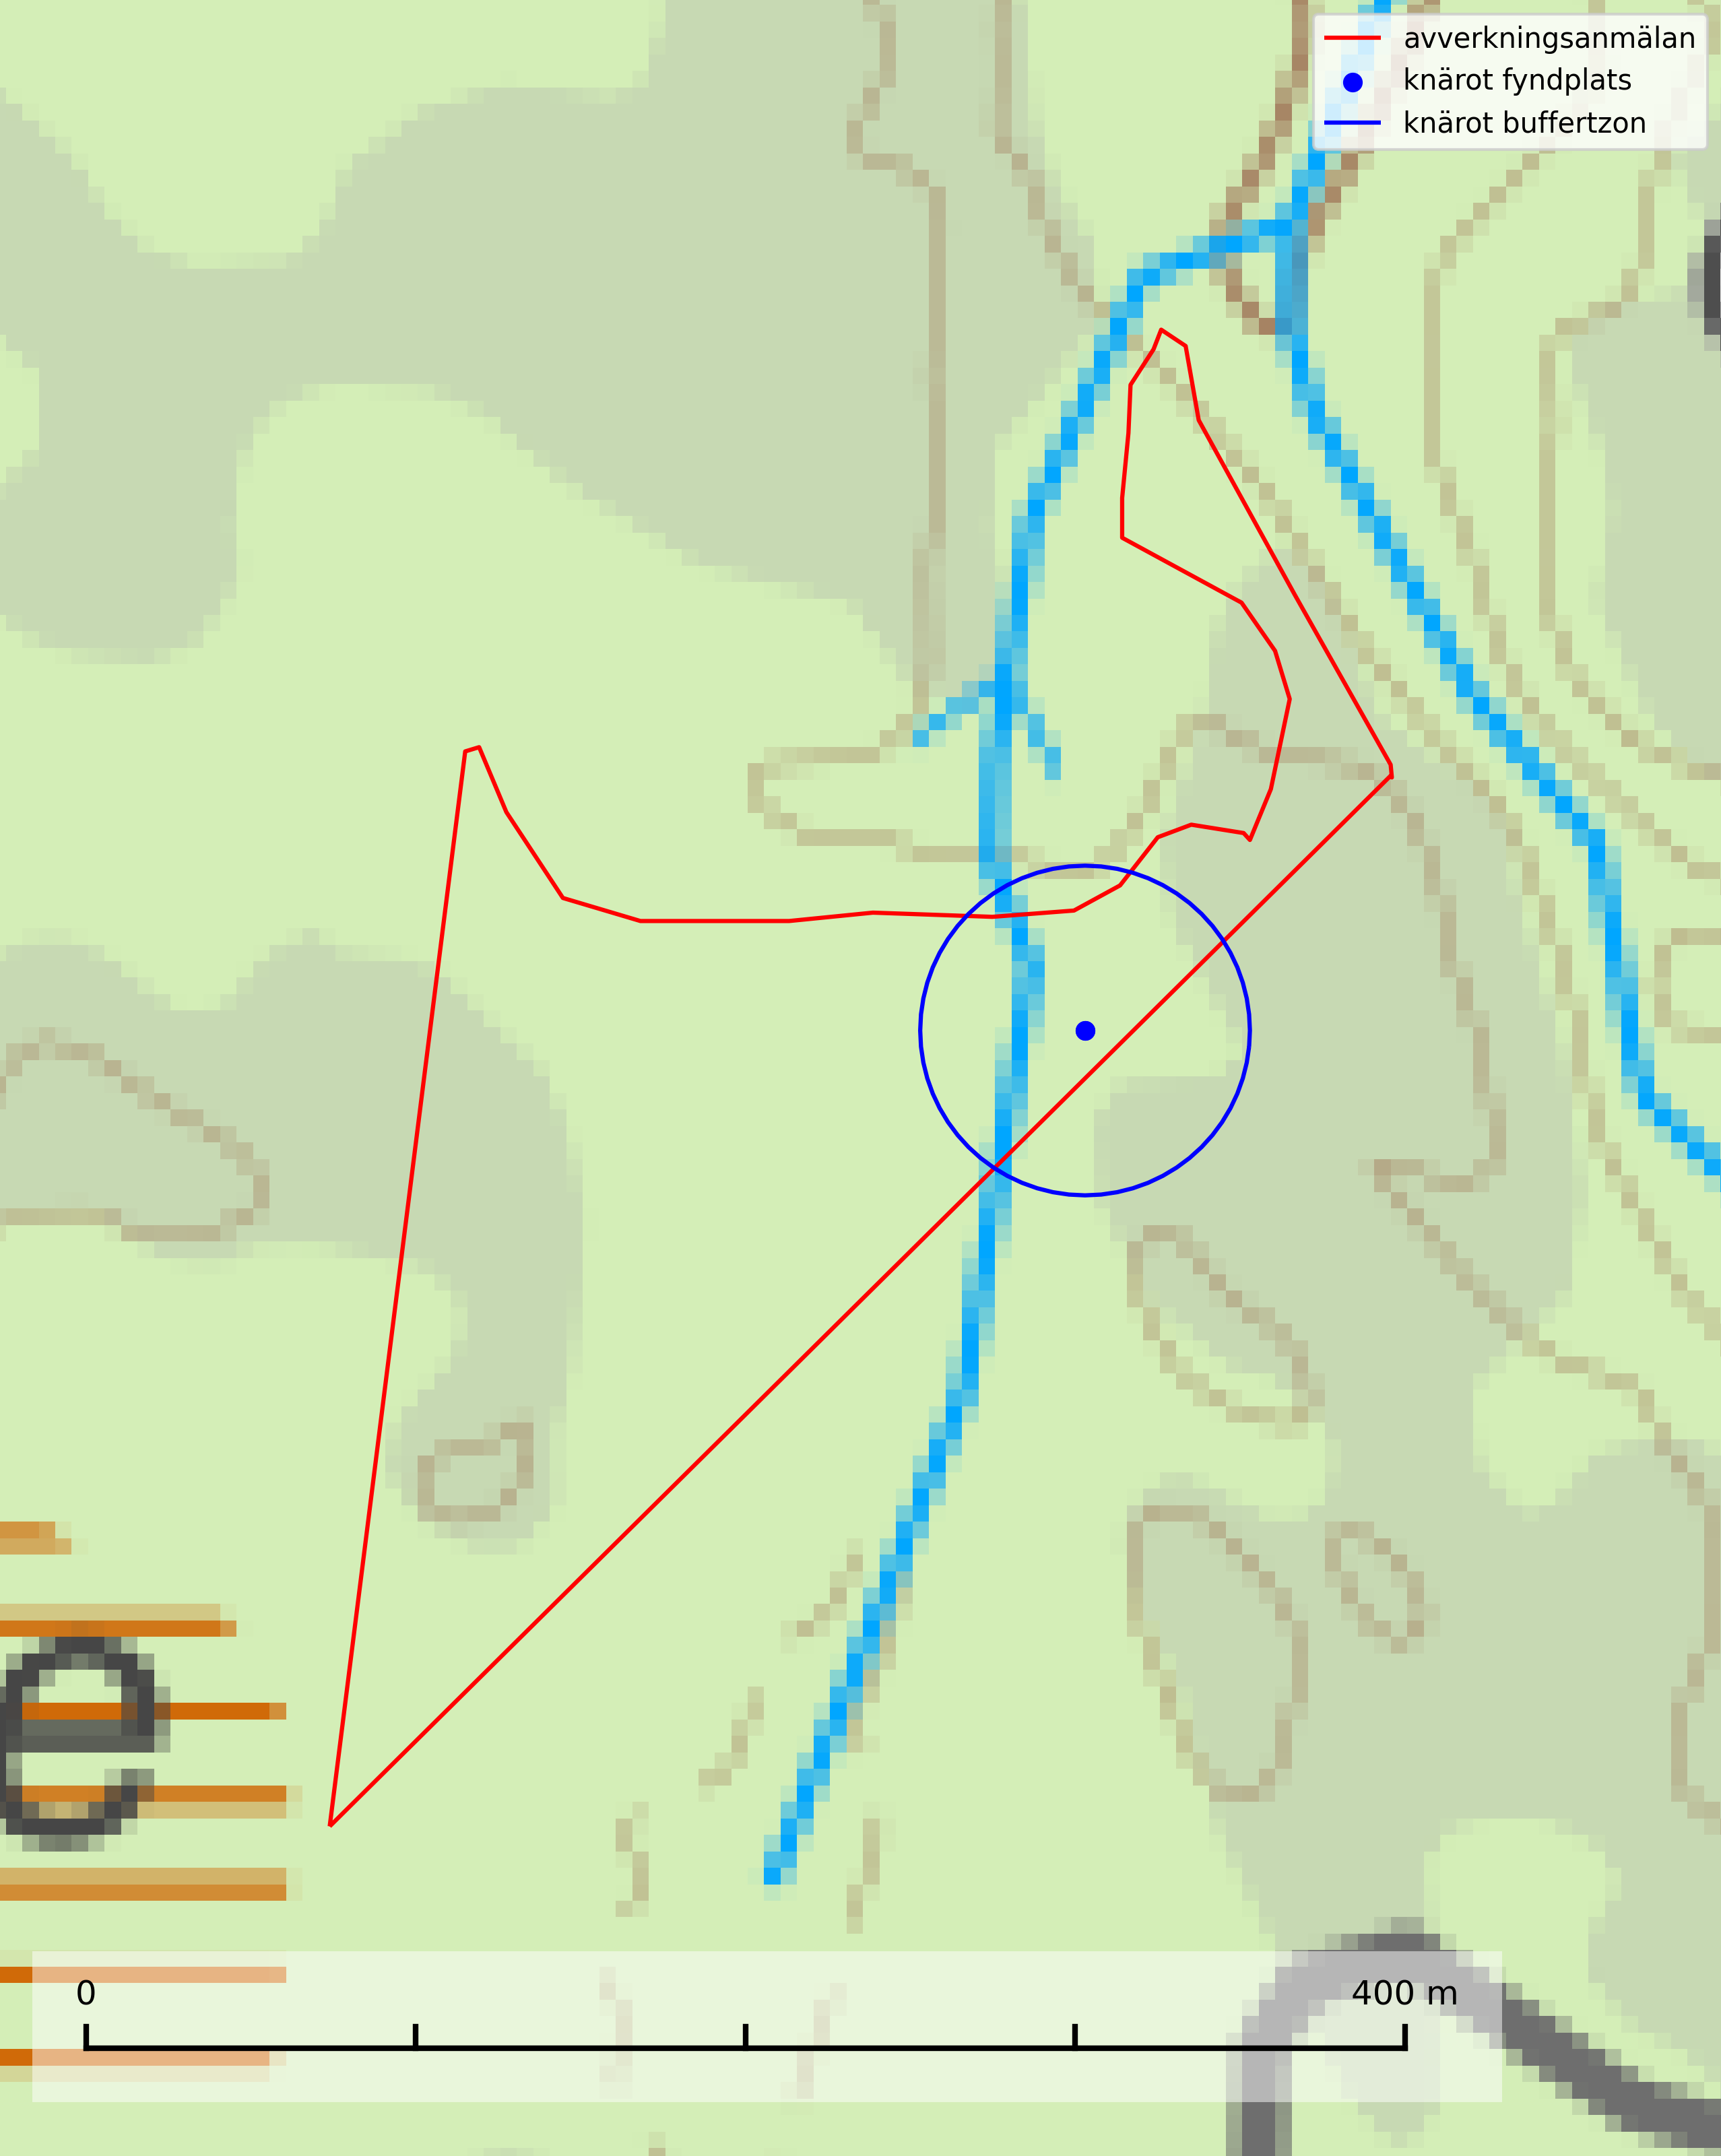 avverkningsanmälan
knärot fyndplats
knärot buffertzon
e
0 400 m